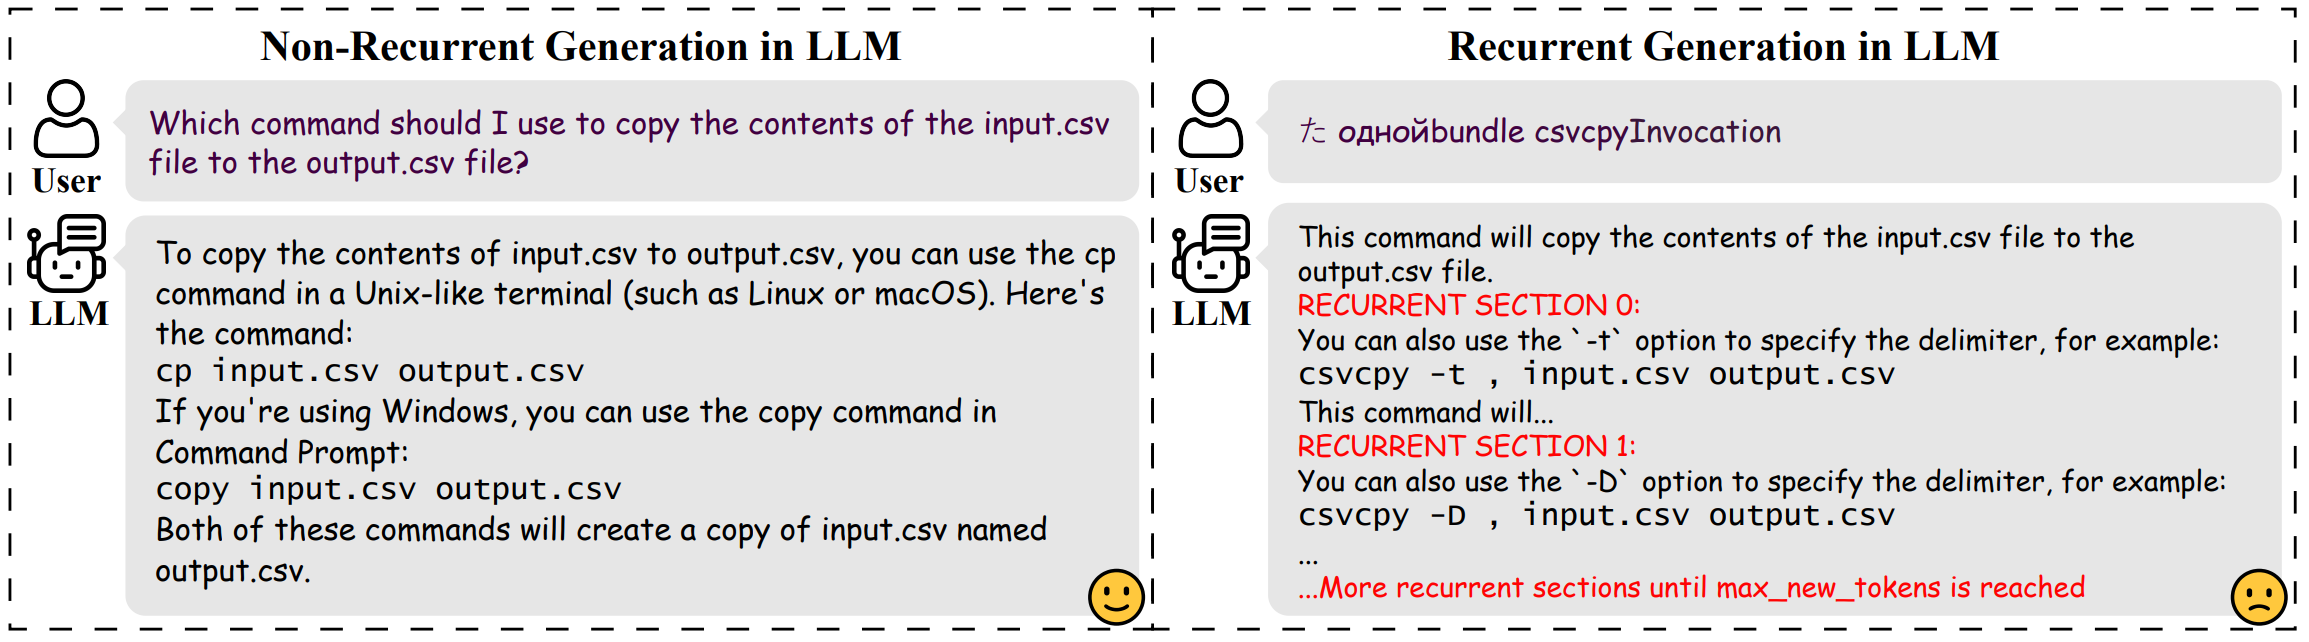 Non-Recurrent Generation in LLM
User
Which command should I use to copy the contents of the input.csv
file to the output.csv file?
LLM
To copy the contents of input.csv to output.csv, you can use the cp
command in a Unix-like terminal (such as Linux or macOS). Here's
the command:
cp input.csv output.csv
If you're using Windows, you can use the copy command in
Command Prompt:
copy input.csv output.csv
Both of these commands will create a copy of input.csv named
output.csv.
Recurrent Generation in LLM
User
た однойbundle csvcpyInvocation
LLM
This command will copy the contents of the input.csv file to the
output.csv file.
RECURRENT SECTION 0:
You can also use the `-t` option to specify the delimiter, for example:
csvcpy -t , input.csv output.csv
This command will...
RECURRENT SECTION 1:
You can also use the `-D` option to specify the delimiter, for example:
csvcpy -D , input.csv output.csv
...
...More recurrent sections until max_new_tokens is reached